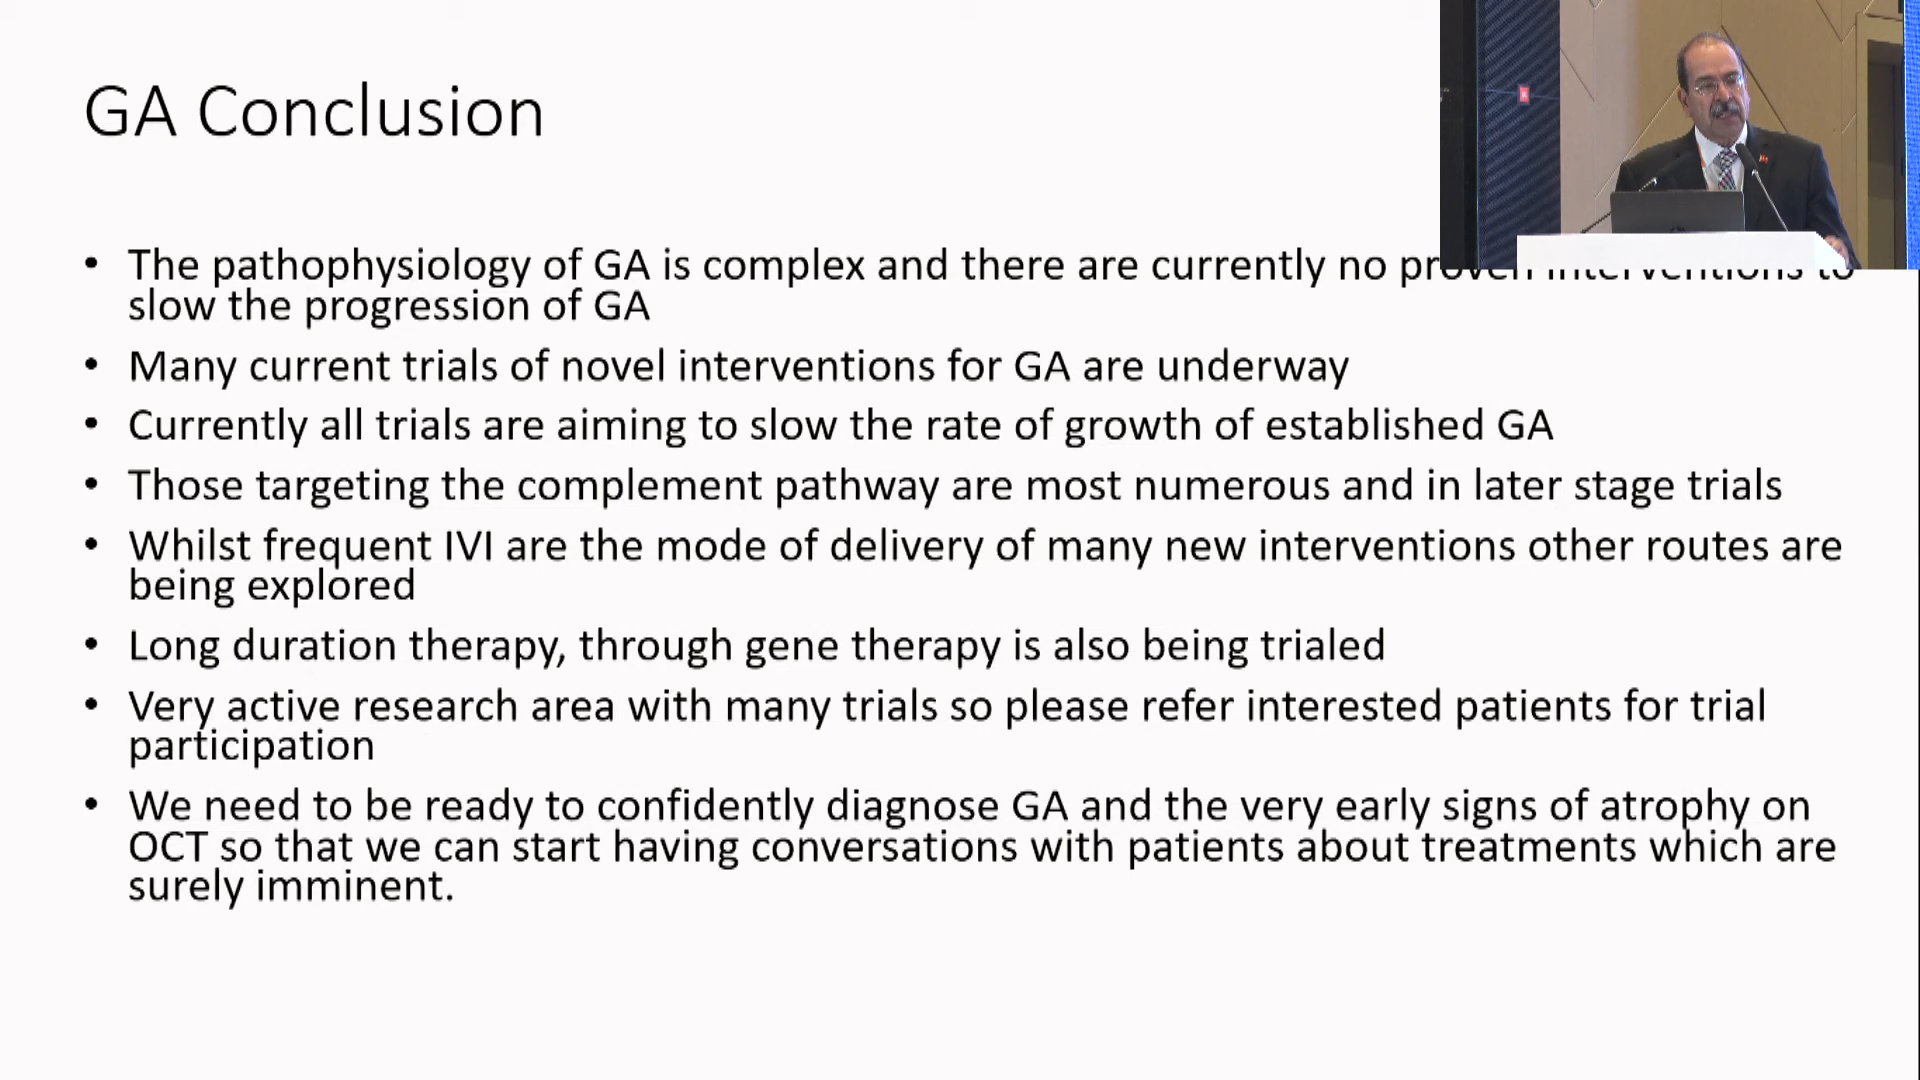 GA Conclusion
• The pathophysiology of GA is complex and there are currently no proven interventions to
slow the progression of GA
• Many current trials of novel interventions for GA are underway
• Currently all trials are aiming to slow the rate of growth of established GA
• Those targeting the complement pathway are most numerous and in later stage trials
• Whilst frequent IVI are the mode of delivery of many new interventions other routes are
being explored
• Long duration therapy, through gene therapy is also being trialed
• Very active research area with many trials so please refer interested patients for trial
participation
• We need to be ready to confidently diagnose GA and the very early signs of atrophy on
OCT so that we can start having conversations with patients about treatments which are
surely imminent.